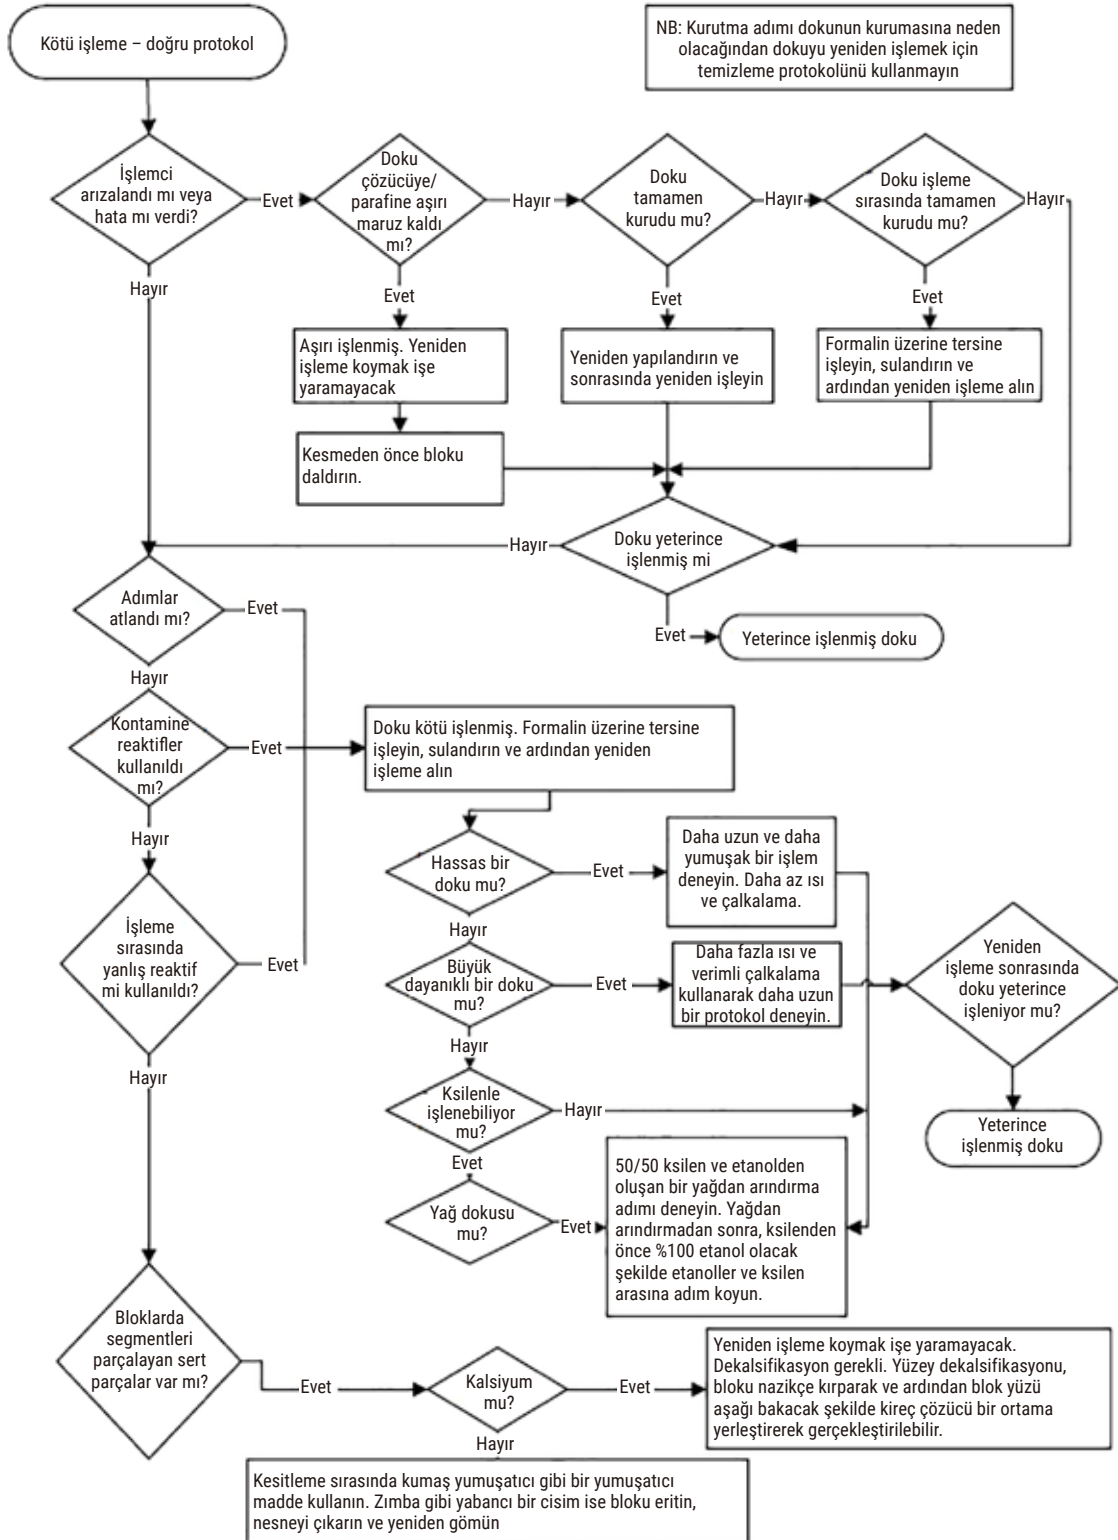 Kötü işleme – doğru protokol
NB: Kurutma adımı dokunun kurumasına neden
olacağından dokuyu yeniden işlemek için
temizleme protokolünü kullanmayın
İşlemci
arızalandı mı veya
hata mı verdi?
Evet
Doku
çözücüye/
parafine aşırı
maruz kaldı
mı?
Hayır
Doku
tamamen
kurudu mu?
Hayır
Doku işleme
sırasında tamamen
kurudu mu?
Hayır
Hayır
Evet
Evet
Evet
Aşırı işlenmiş. Yeniden
işleme koymak işe
yaramayacak
Yeniden yapılandırın ve
sonrasında yeniden işleyin
Formalin üzerine tersine
işleyin, sulandırın ve
ardından yeniden işleme alın
Kesmeden önce bloku
daldırın.
Hayır
Doku yeterince
işlenmiş mi
Adımlar
atlandı mı?
Evet
Evet
Yeterince işlenmiş doku
Hayır
Kontamine
reaktifler
kullanıldı
mı?
Evet
Doku kötü işlenmiş. Formalin üzerine tersine
işleyin, sulandırın ve ardından yeniden
işleme alın
Hayır
Hassas bir
doku mu?
Evet
Daha uzun ve daha
yumuşak bir işlem
deneyin. Daha az ısı
ve çalkalama.
İşleme
sırasında
yanlış reaktif
mi kullanıldı?
Evet
Hayır
Büyük
dayanıklı bir doku
mu?
Evet
Daha fazla ısı ve
verimli çalkalama
kullanarak daha uzun
bir protokol deneyin.
Yeniden
işleme sonrasında
doku yeterince
işleniyor mu?
Hayır
Hayır
Ksilenle
işlenebiliyor
mu?
Hayır
Yeterince
işlenmiş doku
Evet
Yağ dokusu
mu?
Evet
50/50 ksilen ve etanolden
oluşan bir yağdan arındırma
adımı deneyin. Yağdan
arındırmadan sonra, ksilenden
önce %100 etanol olacak
şekilde etanoller ve ksilen
arasına adım koyun.
Bloklarda
segmentleri
parçalayan sert
parçalar var mı?
Evet
Kalsiyum
mu?
Evet
Yeniden işleme koymak işe yaramayacak.
Dekalsifikasyon gerekli. Yüzey dekalsifikasyonu,
bloku nazikçe kırparak ve ardından blok yüzü
aşağı bakacak şekilde kireç çözücü bir ortama
yerleştirerek gerçekleştirilebilir.
Hayır
Kesitleme sırasında kumaş yumuşatıcı gibi bir yumuşatıcı
madde kullanın. Zımba gibi yabancı bir cisim ise bloku eritin,
nesneyi çıkarın ve yeniden gömün